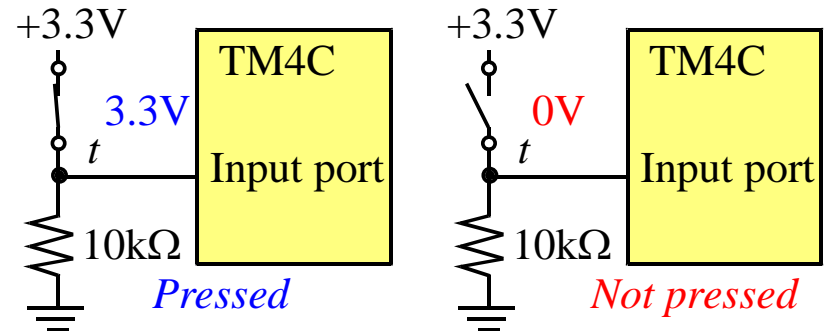 +3.3V
TM4C
3.3V
t
Input port
10kΩ
Pressed
+3.3V
TM4C
0V
t
Input port
10kΩ
Not pressed